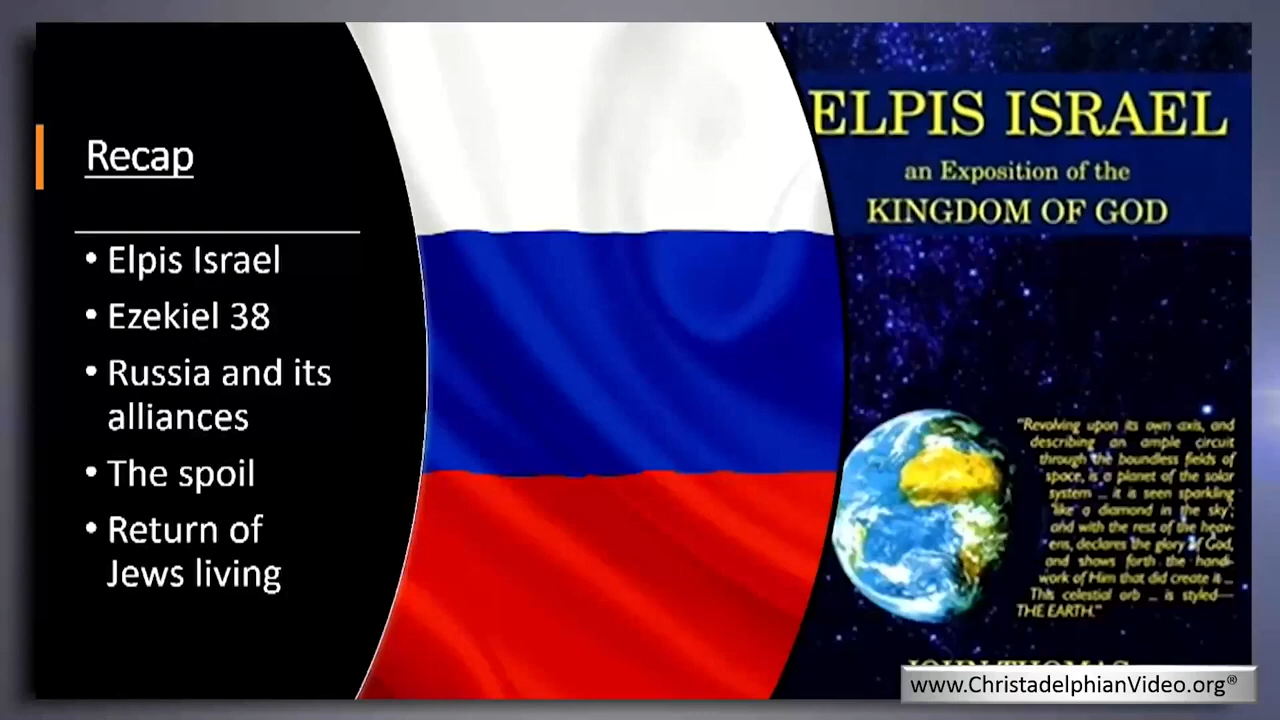 Recap
• Elpis Israel
• Ezekiel 38
• Russia and its
alliances
• The spoil
• Return of
Jews living
ELPIS ISRAEL
an Exposition of the
KINGDOM OF GOD
"Revolving upon its own axis, and
describing an ample circuit
through the boundless fields of
space, is a planet of the solar
system ... it is seen sparkling
'like a diamond in the sky';
and with the rest of the heav-
ens, declares the glory of God,
and shows forth the handi-
work of Him that did create it ...
This celestial orb ... is styled—
THE EARTH."
JOHN THOMAS
www.ChristadelphianVideo.org®